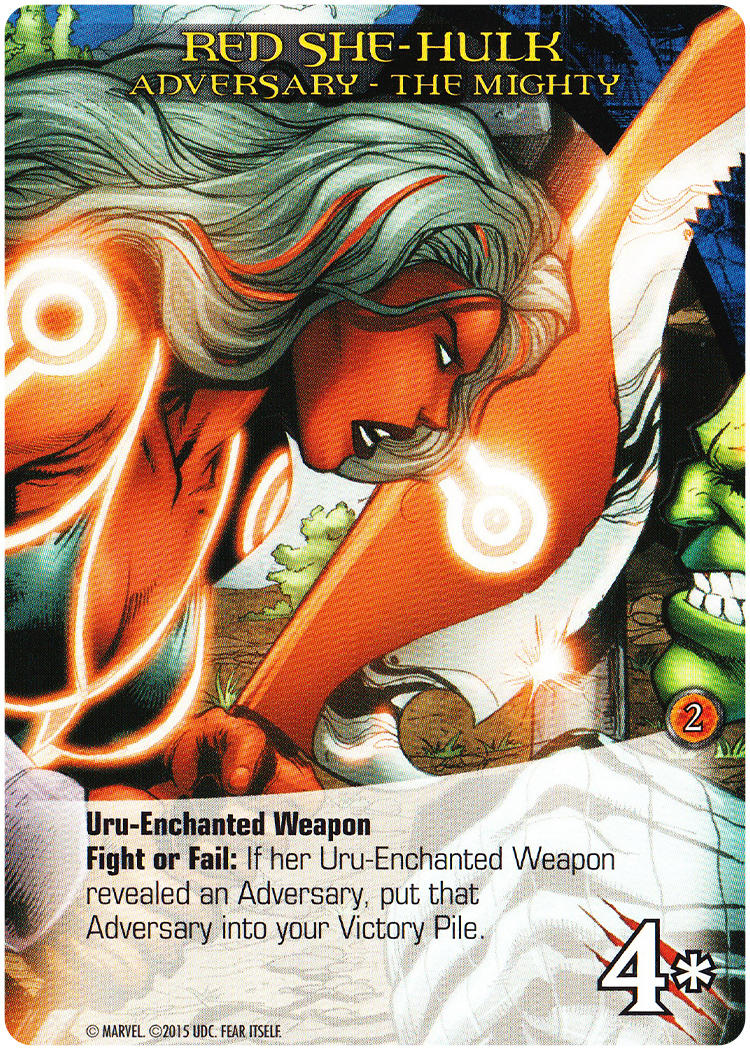 RED SHE-HULK
ADVERSARY - THE MIGHTY
2
Uru-Enchanted Weapon
Fight or Fail: If her Uru-Enchanted Weapon
revealed an Adversary, put that
Adversary into your Victory Pile.
4*
© MARVEL. ©2015 UDC. FEAR ITSELF.